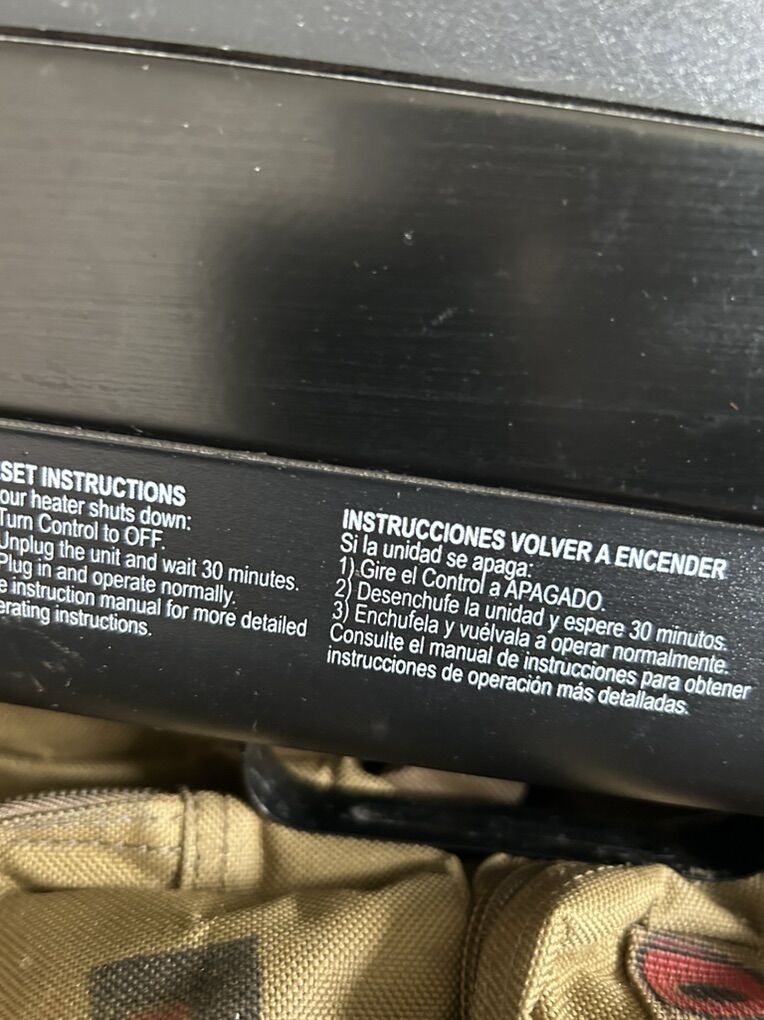 SET INSTRUCTIONS
our heater shuts down:
Turn Control to OFF.
Unplug the unit and wait 30 minutes.
Plug in and operate normally.
e instruction manual for more detailed
erating instructions.
INSTRUCCIONES VOLVER A ENCENDER
Si la unidad se apaga:
1) Gire el Control a APAGADO.
2) Desenchufe la unidad y espere 30 minutos.
3) Enchufela y vuélvala a operar normalmente.
Consulte el manual de instrucciones para obtener
instrucciones de operación más detalladas.